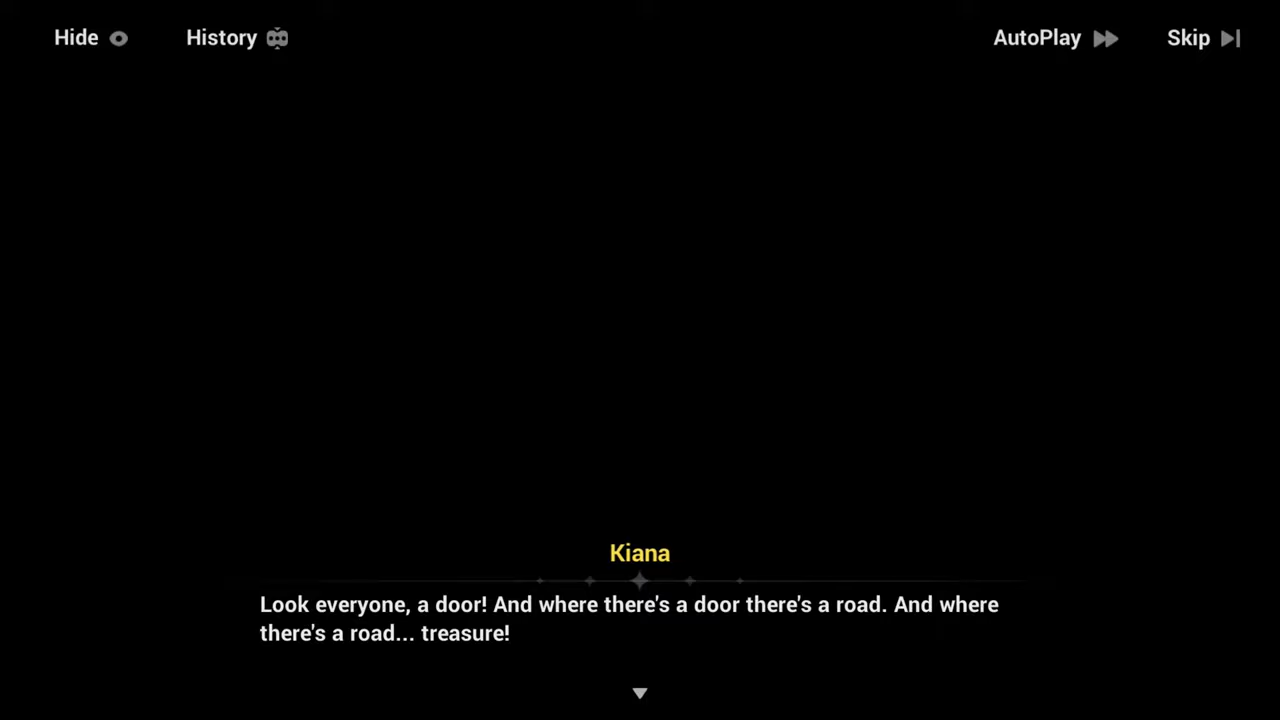 Hide
History
AutoPlay
Skip
Kiana
Look everyone, a door! And where there's a door there's a road. And where
there's a road... treasure!